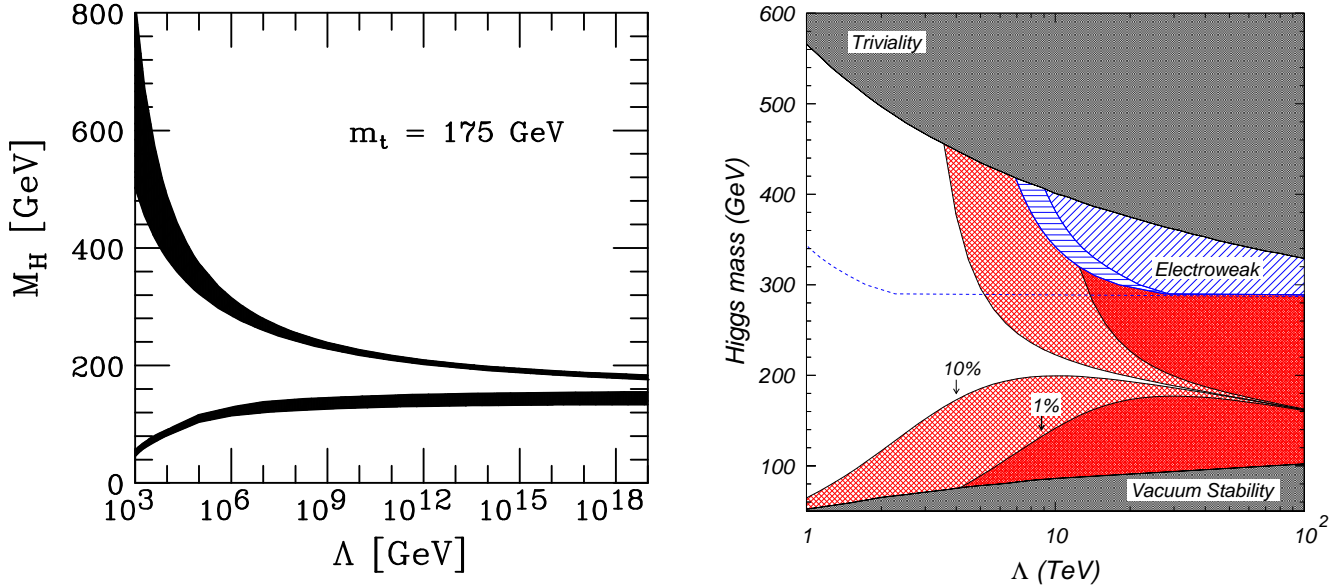 800
600
400
200
0
M_H [GeV]
m_t = 175 GeV
10^3 10^6 10^9 10^12 10^15 10^18
Λ [GeV]
600
500
400
300
200
100
Higgs mass (GeV)
Triviality
Electroweak
10%
1%
Vacuum Stability
1 10 10^2
Λ (TeV)